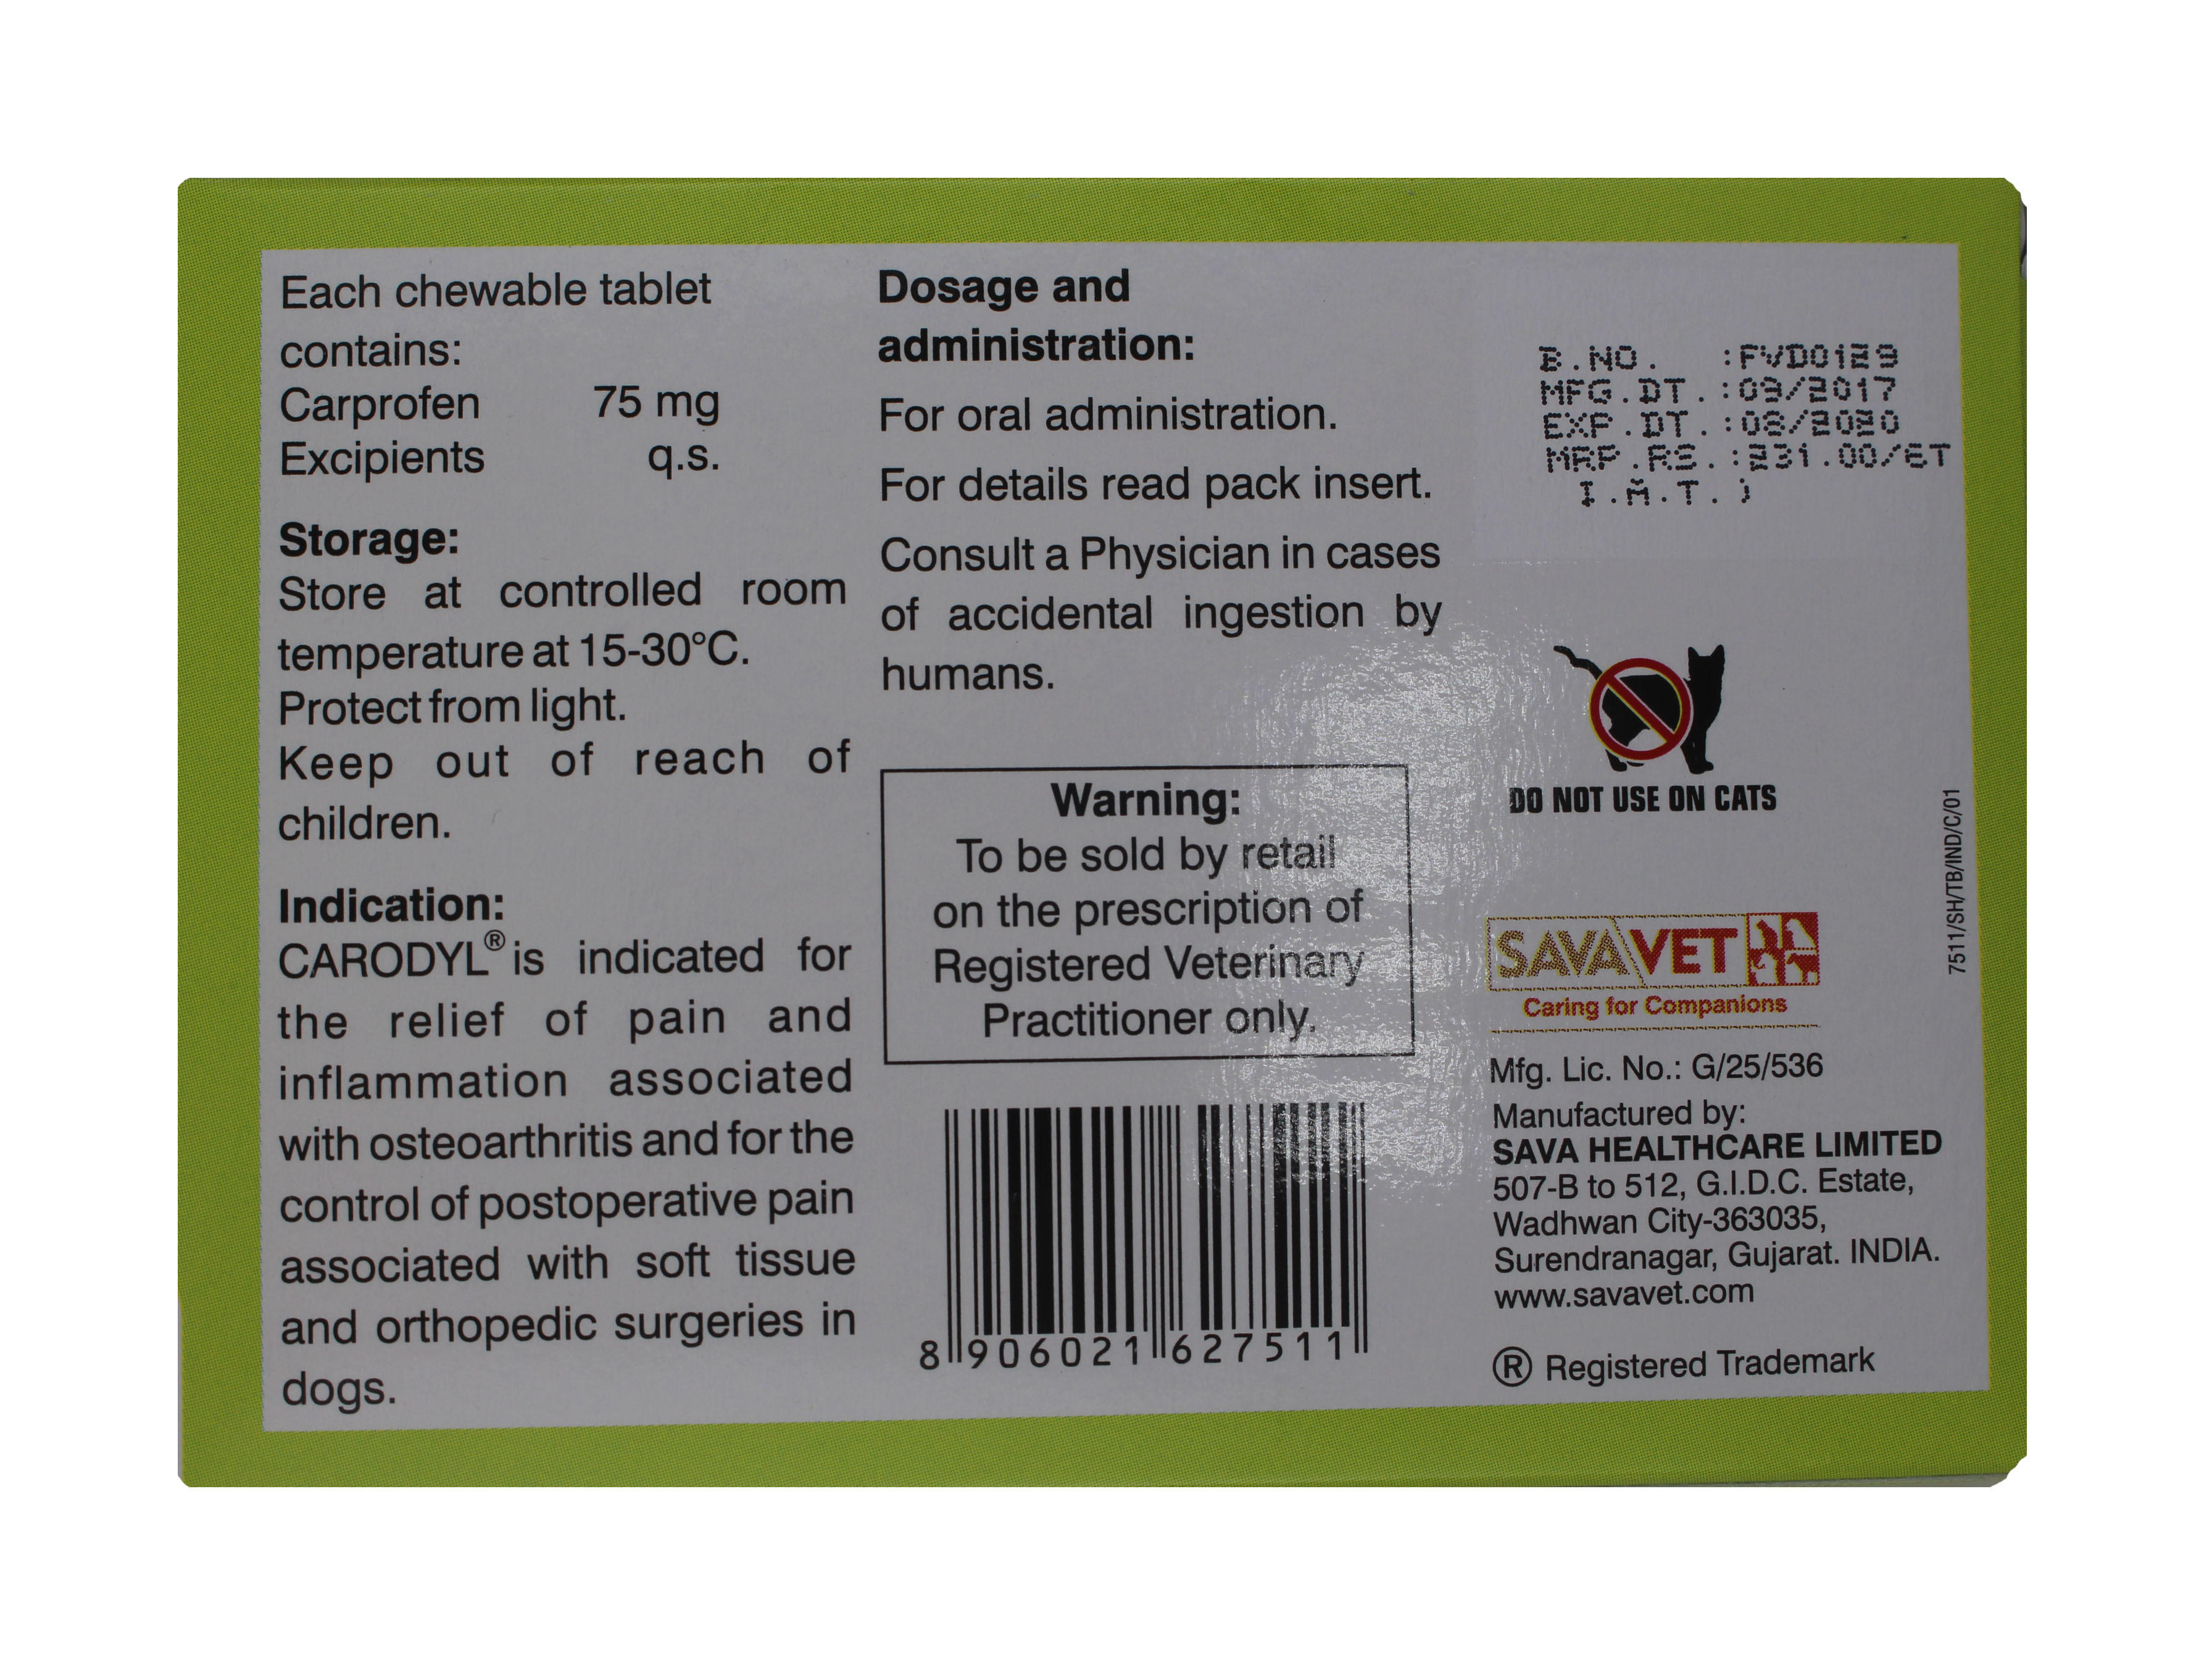 Each chewable tablet
contains:
Carprofen 75 mg
Excipients q.s.
Storage:
Store at controlled room
temperature at 15-30°C.
Protect from light.
Keep out of reach of
children.
Indication:
CARODYL® is indicated for
the relief of pain and
inflammation associated
with osteoarthritis and for the
control of postoperative pain
associated with soft tissue
and orthopedic surgeries in
dogs.
Dosage and
administration:
For oral administration.
For details read pack insert.
Consult a Physician in cases
of accidental ingestion by
humans.
Warning:
To be sold by retail
on the prescription of
Registered Veterinary
Practitioner only.
8 906021 627511
B.NO. :FVD0129
MFG.DT.:09/2017
EXP.DT.:08/2020
MRP.RS.:231.00/6T
I.M.T.)
DO NOT USE ON CATS
SAVAVET
Caring for Companions
Mfg. Lic. No.: G/25/536
Manufactured by:
SAVA HEALTHCARE LIMITED
507-B to 512, G.I.D.C. Estate,
Wadhwan City-363035,
Surendranagar, Gujarat. INDIA.
www.savavet.com
® Registered Trademark
7511/SH/TB/IND/C/01